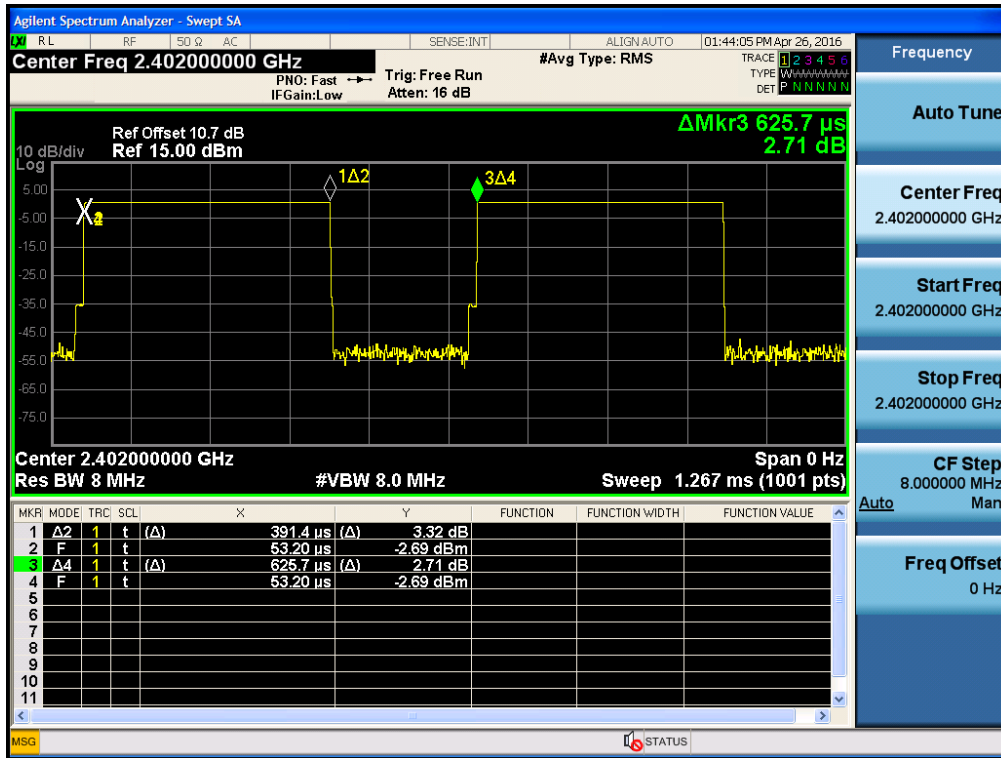 Agilent Spectrum Analyzer - Swept SA
LXI RL RF 50 Ω AC SENSE:INT ALIGN AUTO 01:44:05 PM Apr 26, 2016
Center Freq 2.402000000 GHz #Avg Type: RMS TRACE 1 2 3 4 5 6
PNO: Fast Trig: Free Run TYPE W
IFGain:Low Atten: 16 dB DET P N N N N N
Ref Offset 10.7 dB ΔMkr3 625.7 µs
10 dB/div Ref 15.00 dBm 2.71 dB
Log
1Δ2 3Δ4
5.00
-5.00
-15.0
-25.0
-35.0
-45.0
-55.0
-65.0
-75.0
Center 2.402000000 GHz Span 0 Hz
Res BW 8 MHz #VBW 8.0 MHz Sweep 1.267 ms (1001 pts)
MKR MODE TRC SCL X Y FUNCTION FUNCTION WIDTH FUNCTION VALUE
1 Δ2 1 t (Δ) 391.4 µs (Δ) 3.32 dB
2 F 1 t 53.20 µs -2.69 dBm
3 Δ4 1 t (Δ) 625.7 µs (Δ) 2.71 dB
4 F 1 t 53.20 µs -2.69 dBm
5
6
7
8
9
10
11
MSG STATUS
Frequency
Auto Tune
Center Freq
2.402000000 GHz
Start Freq
2.402000000 GHz
Stop Freq
2.402000000 GHz
CF Step
8.000000 MHz
Auto Man
Freq Offset
0 Hz